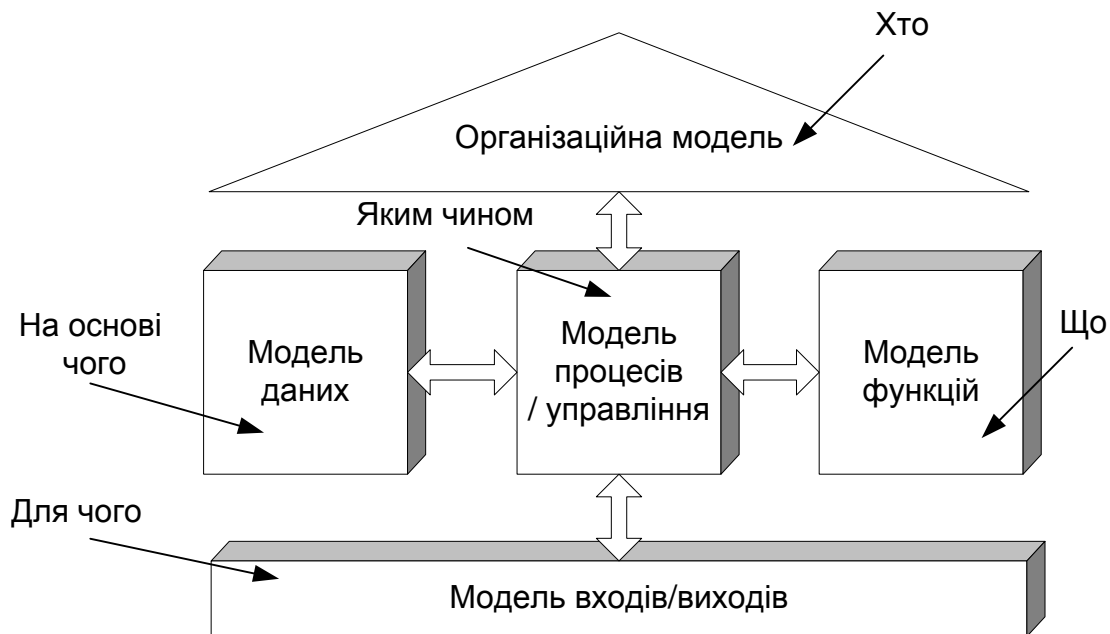 Хто
Організаційна модель
Яким чином
На основі
чого
Модель
даних
Модель
процесів
/ управління
Модель
функцій
Що
Для чого
Модель входів/виходів